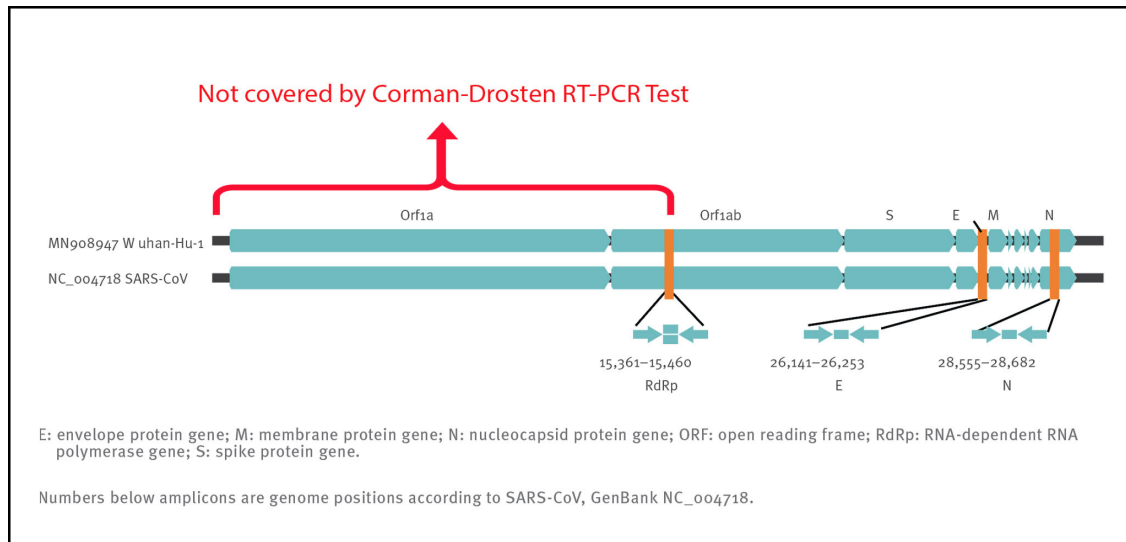 Not covered by Corman-Drosten RT-PCR Test
Orf1a Orf1ab S E M N
MN908947 W uhan-Hu-1
NC_004718 SARS-CoV
15,361–15,460 26,141–26,253 28,555–28,682
RdRp E N
E: envelope protein gene; M: membrane protein gene; N: nucleocapsid protein gene; ORF: open reading frame; RdRp: RNA-dependent RNA
polymerase gene; S: spike protein gene.
Numbers below amplicons are genome positions according to SARS-CoV, GenBank NC_004718.